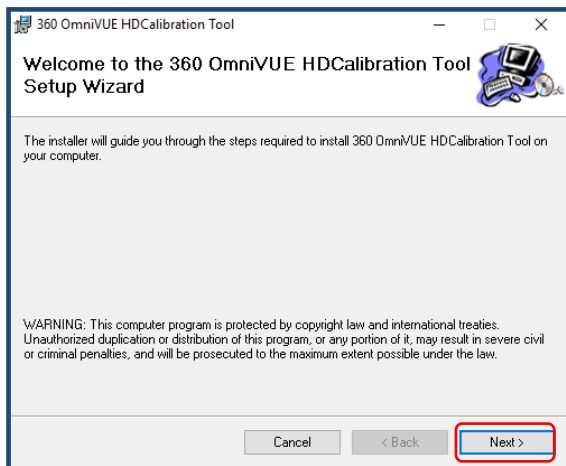 360 OmniVUE HDCalibration Tool
Welcome to the 360 OmniVUE HDCalibration Tool
Setup Wizard
The installer will guide you through the steps required to install 360 OmniVUE HDCalibration Tool on
your computer.
WARNING: This computer program is protected by copyright law and international treaties.
Unauthorized duplication or distribution of this program, or any portion of it, may result in severe civil
or criminal penalties, and will be prosecuted to the maximum extent possible under the law.
Cancel
< Back
Next >